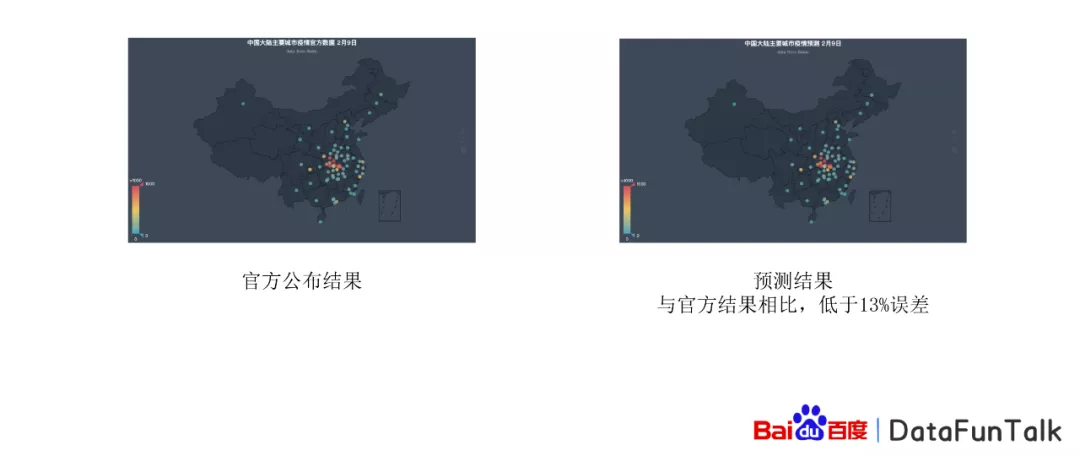 中国大陆主要城市疫情官方数据 2月9日
中国大陆主要城市疫情预测 2月9日
官方公布结果
预测结果
与官方结果相比，低于13%误差
Baidu百度 | DataFunTalk